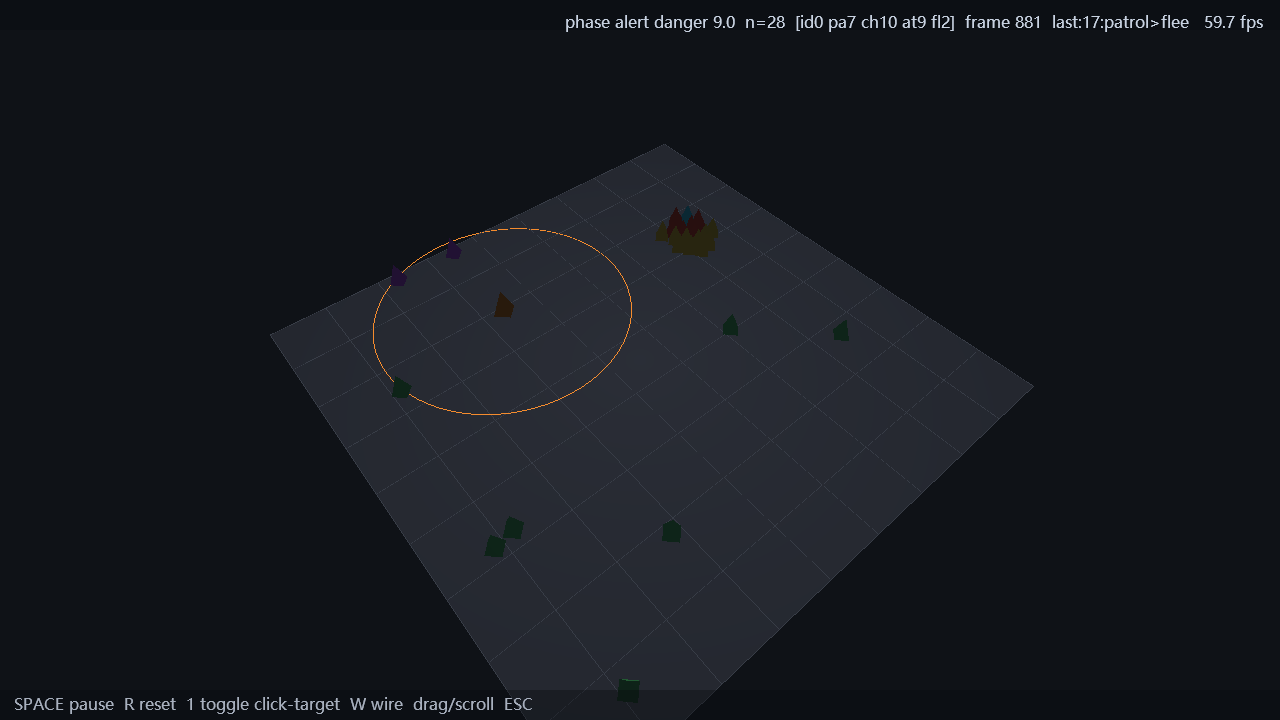 phase alert danger 9.0 n=28 [id0 pa7 ch10 at9 fl2] frame 881 last:17:patrol>flee 59.7 fps
SPACE pause R reset 1 toggle click-target W wire drag/scroll ESC